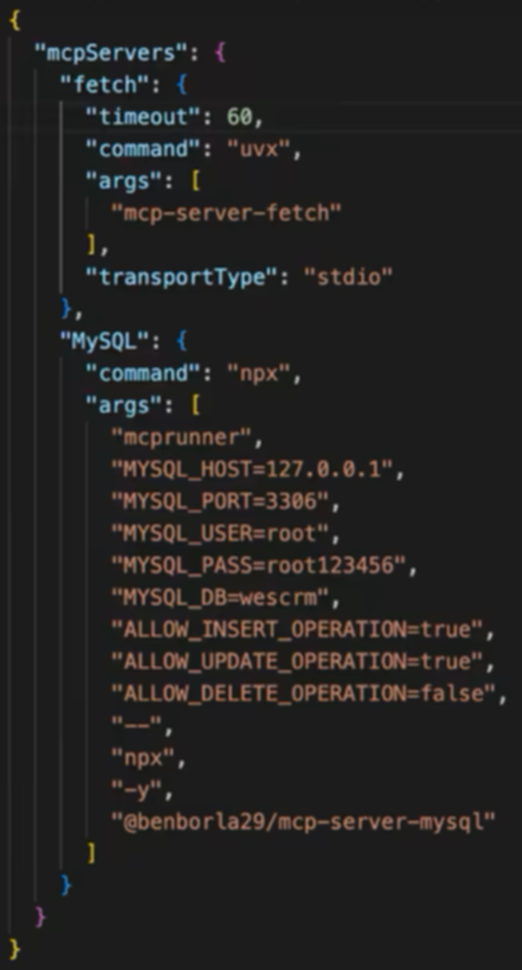 {
"mcpServers": {
"fetch": {
"timeout": 60,
"command": "uvx",
"args": [
"mcp-server-fetch"
],
"transportType": "stdio"
},
"MySQL": {
"command": "npx",
"args": [
"mcprunner",
"MYSQL_HOST=127.0.0.1",
"MYSQL_PORT=3306",
"MYSQL_USER=root",
"MYSQL_PASS=root123456",
"MYSQL_DB=wescrm",
"ALLOW_INSERT_OPERATION=true",
"ALLOW_UPDATE_OPERATION=true",
"ALLOW_DELETE_OPERATION=false",
"--",
"npx",
"-y",
"@benborla29/mcp-server-mysql"
]
}
}
}